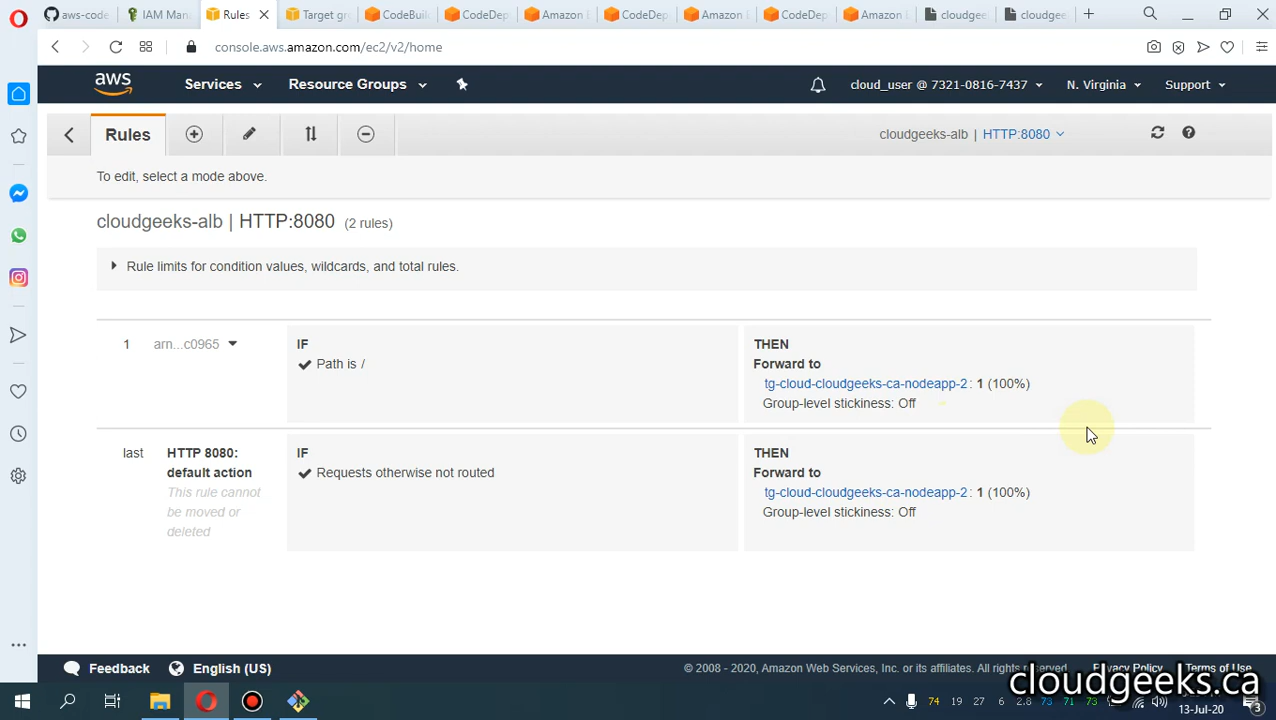 aws-code
IAM Man
Rules
Target gr
CodeBuil
CodeDep
Amazon E
CodeDep
Amazon E
CodeDep
Amazon E
cloudgee
cloudgee
console.aws.amazon.com/ec2/v2/home
aws
Services
Resource Groups
cloud_user @ 7321-0816-7437
N. Virginia
Support
Rules
cloudgeeks-alb | HTTP:8080
To edit, select a mode above.
cloudgeeks-alb | HTTP:8080 (2 rules)
Rule limits for condition values, wildcards, and total rules.
1
arn...c0965
IF
Path is /
THEN
Forward to
tg-cloud-cloudgeeks-ca-nodeapp-2: 1 (100%)
Group-level stickiness: Off
last
HTTP 8080:
default action
This rule cannot
be moved or
deleted
IF
Requests otherwise not routed
THEN
Forward to
tg-cloud-cloudgeeks-ca-nodeapp-2: 1 (100%)
Group-level stickiness: Off
Feedback
English (US)
© 2008 - 2020, Amazon Web Services, Inc. or its affiliates. All rights reserved.
Privacy Policy
Terms of Use
cloudgeeks.ca
74 19 27 6 2.8 73 71 73
13-Jul-20
3